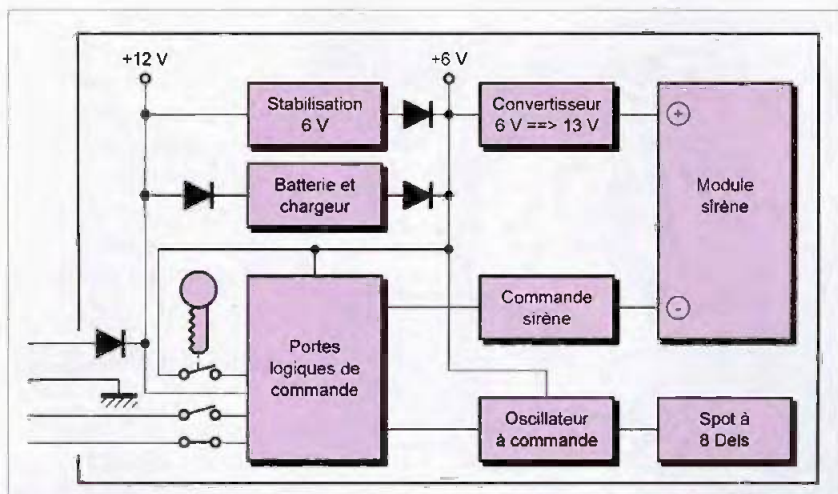 +12 V
+6 V
Stabilisation
6 V
Convertisseur
6 V ==> 13 V
+
Module
sirène
Batterie et
chargeur
Portes
logiques de
commande
Commande
sirène
-
Oscillateur
à commande
Spot à
8 Dels